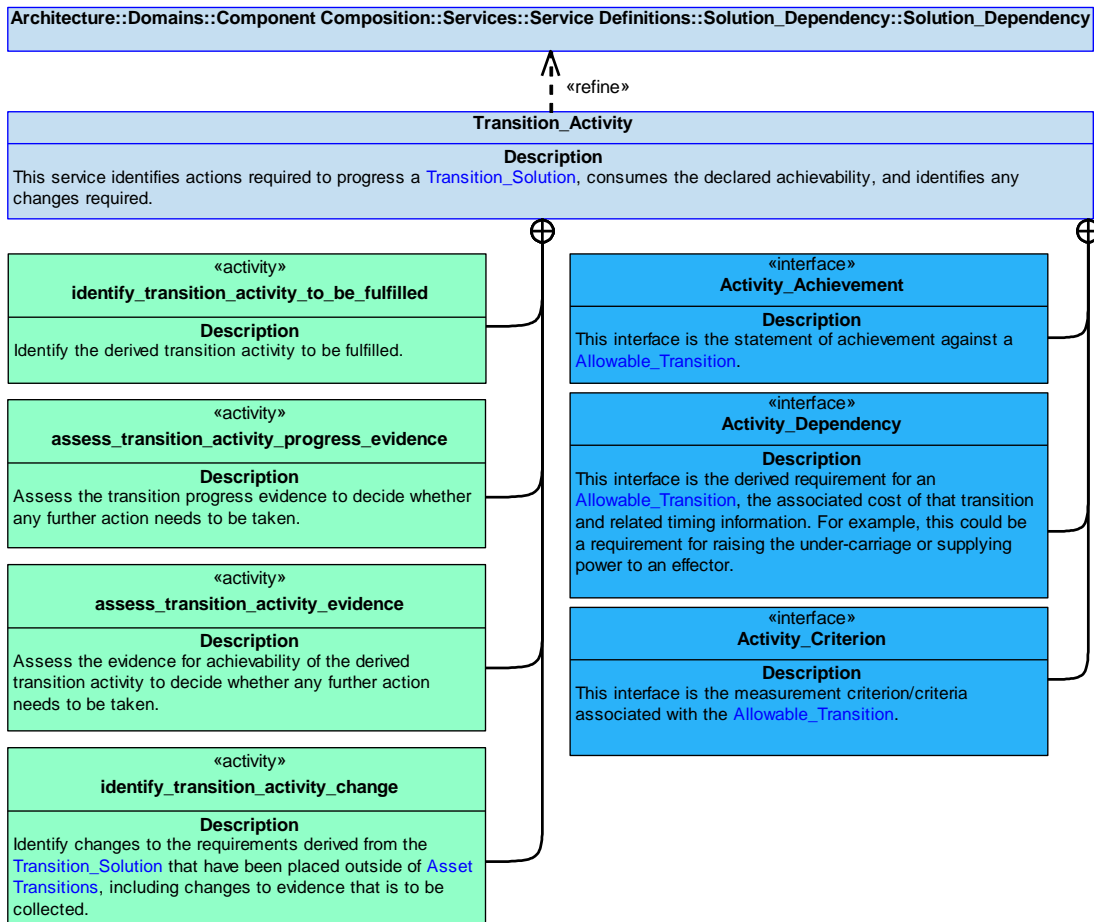 Architecture::Domains::Component Composition::Services::Service Definitions::Solution_Dependency::Solution_Dependency
«refine»
Transition_Activity
Description
This service identifies actions required to progress a Transition_Solution, consumes the declared achievability, and identifies any
changes required.
«activity»
identify_transition_activity_to_be_fulfilled
Description
Identify the derived transition activity to be fulfilled.
«activity»
assess_transition_activity_progress_evidence
Description
Assess the transition progress evidence to decide whether
any further action needs to be taken.
«activity»
assess_transition_activity_evidence
Description
Assess the evidence for achievability of the derived
transition activity to decide whether any further action
needs to be taken.
«activity»
identify_transition_activity_change
Description
Identify changes to the requirements derived from the
Transition_Solution that have been placed outside of Asset
Transitions, including changes to evidence that is to be
collected.
«interface»
Activity_Achievement
Description
This interface is the statement of achievement against a
Allowable_Transition.
«interface»
Activity_Dependency
Description
This interface is the derived requirement for an
Allowable_Transition, the associated cost of that transition
and related timing information. For example, this could be
a requirement for raising the under-carriage or supplying
power to an effector.
«interface»
Activity_Criterion
Description
This interface is the measurement criterion/criteria
associated with the Allowable_Transition.